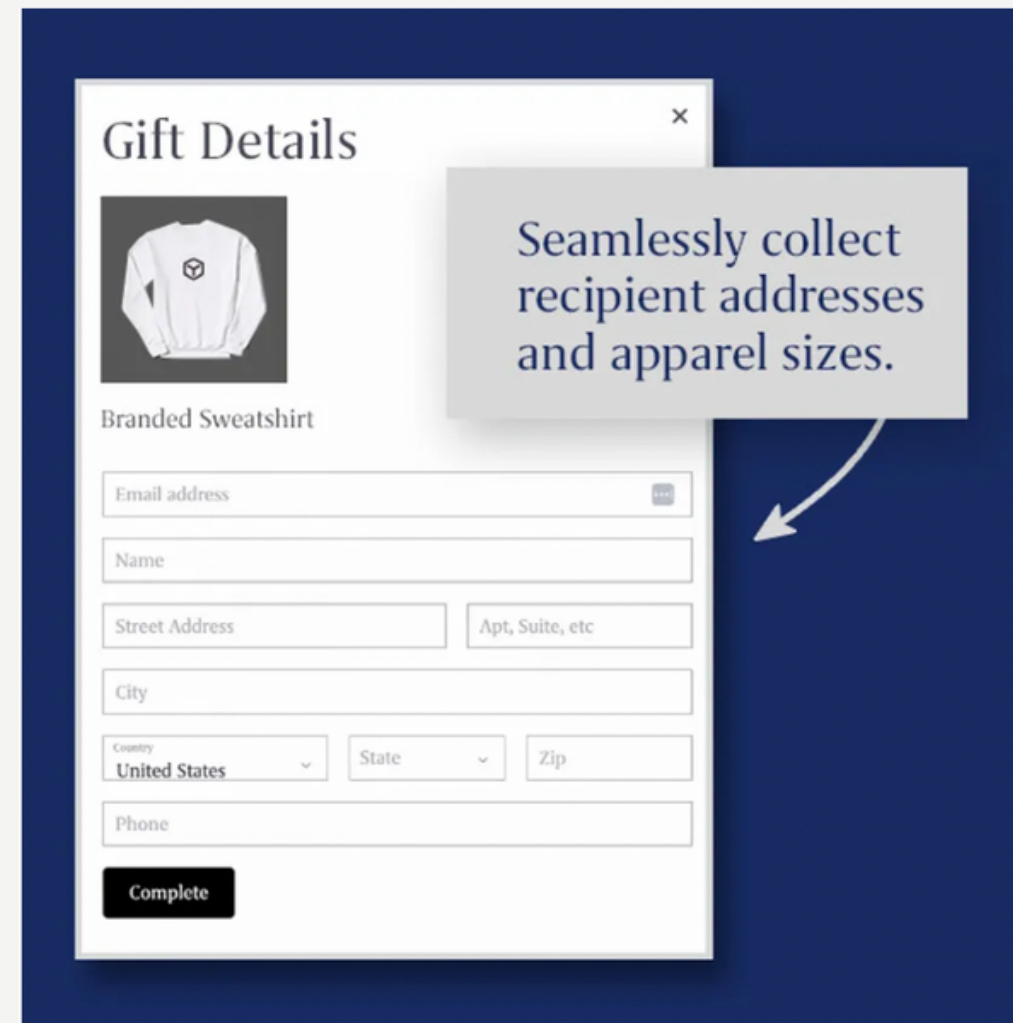 Gift Details
Seamlessly collect
recipient addresses
and apparel sizes.
Branded Sweatshirt
Email address
Name
Street Address
Apt, Suite, etc
City
Country
United States
State
Zip
Phone
Complete